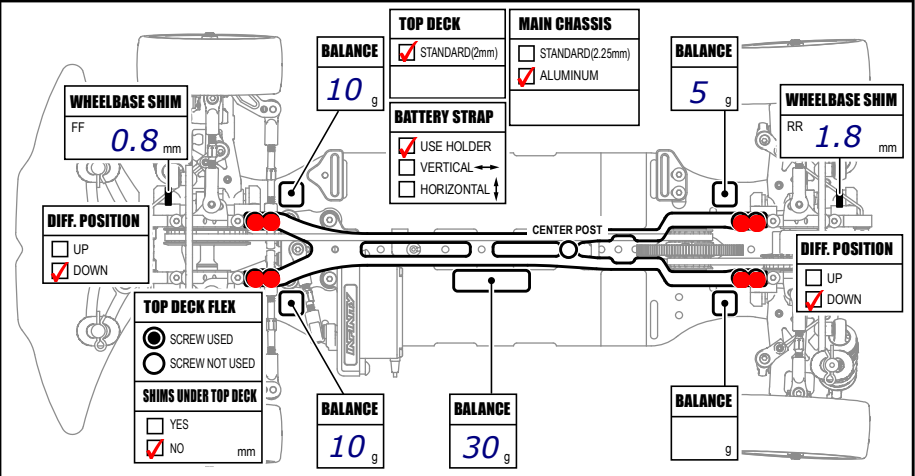 TOP DECK
STANDARD(2mm)
MAIN CHASSIS
STANDARD(2.25mm)
ALUMINUM
BALANCE
10 g
BALANCE
5 g
WHEELBASE SHIM
FF
0.8 mm
BATTERY STRAP
USE HOLDER
VERTICAL
HORIZONTAL
WHEELBASE SHIM
RR
1.8 mm
DIFF. POSITION
UP
DOWN
CENTER POST
DIFF. POSITION
UP
DOWN
TOP DECK FLEX
SCREW USED
SCREW NOT USED
SHIMS UNDER TOP DECK
YES
NO mm
INFINITY
BALANCE
10 g
BALANCE
30 g
BALANCE
g